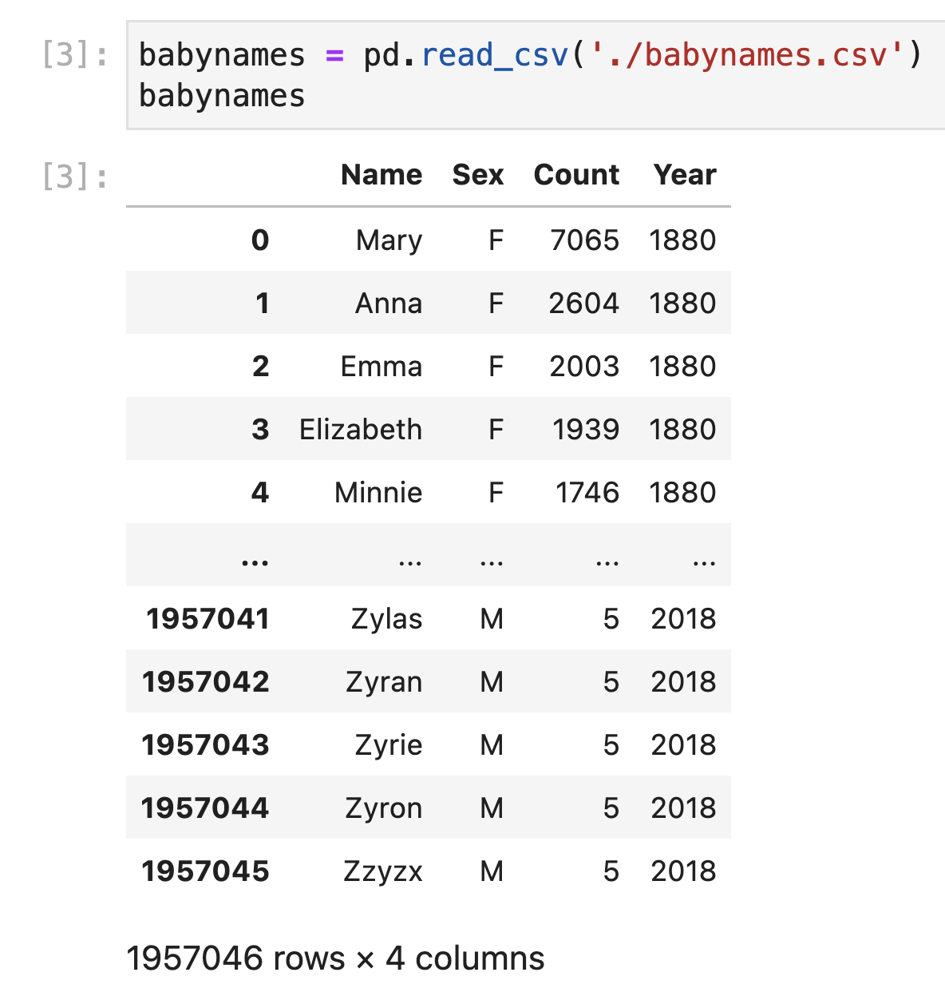 [3]: babynames = pd.read_csv('./babynames.csv')
babynames
[3]: Name Sex Count Year
0 Mary F 7065 1880
1 Anna F 2604 1880
2 Emma F 2003 1880
3 Elizabeth F 1939 1880
4 Minnie F 1746 1880
... ... ... ... ...
1957041 Zylas M 5 2018
1957042 Zyran M 5 2018
1957043 Zyrie M 5 2018
1957044 Zyron M 5 2018
1957045 Zzyzx M 5 2018
1957046 rows × 4 columns